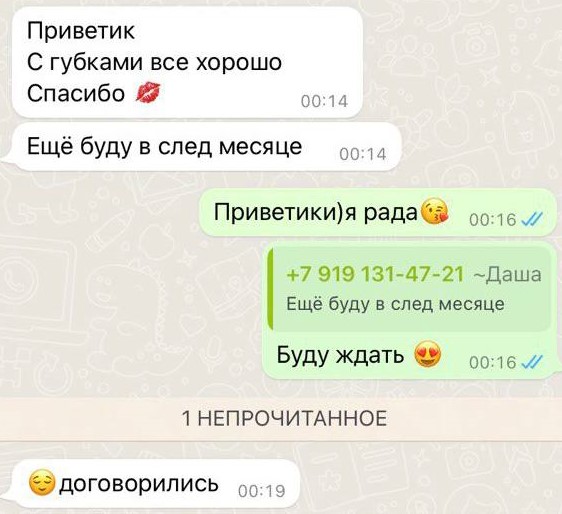 Приветик
С губками все хорошо
Спасибо 💋
00:14
Ещё буду в след месяце
00:14
Приветики)я рада😘
00:16
+7 919 131-47-21 ~Даша
Ещё буду в след месяце
Буду ждать 😍
00:16
1 НЕПРОЧИТАННОЕ
😌договорились
00:19